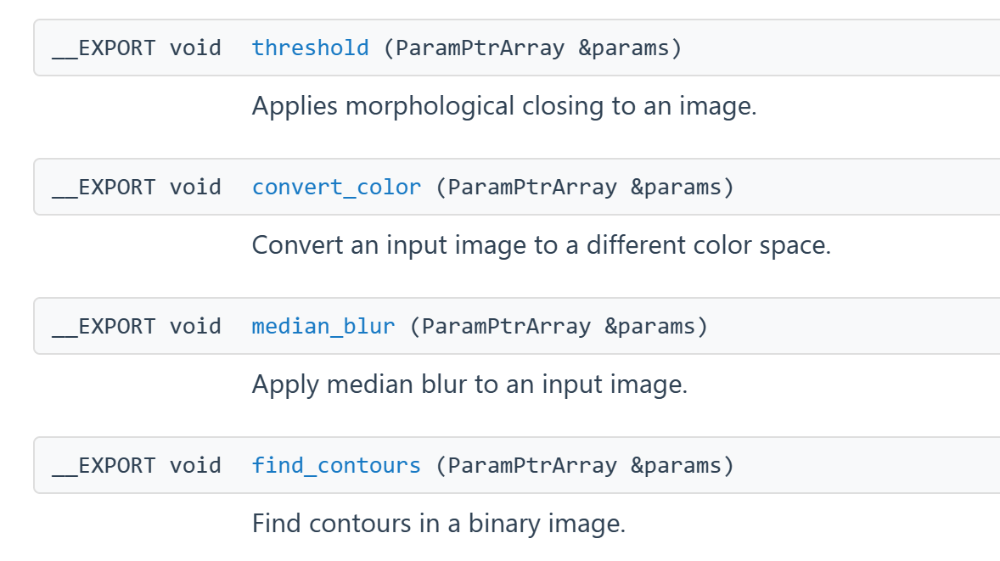 __EXPORT void threshold (ParamPtrArray &params)
Applies morphological closing to an image.
__EXPORT void convert_color (ParamPtrArray &params)
Convert an input image to a different color space.
__EXPORT void median_blur (ParamPtrArray &params)
Apply median blur to an input image.
__EXPORT void find_contours (ParamPtrArray &params)
Find contours in a binary image.